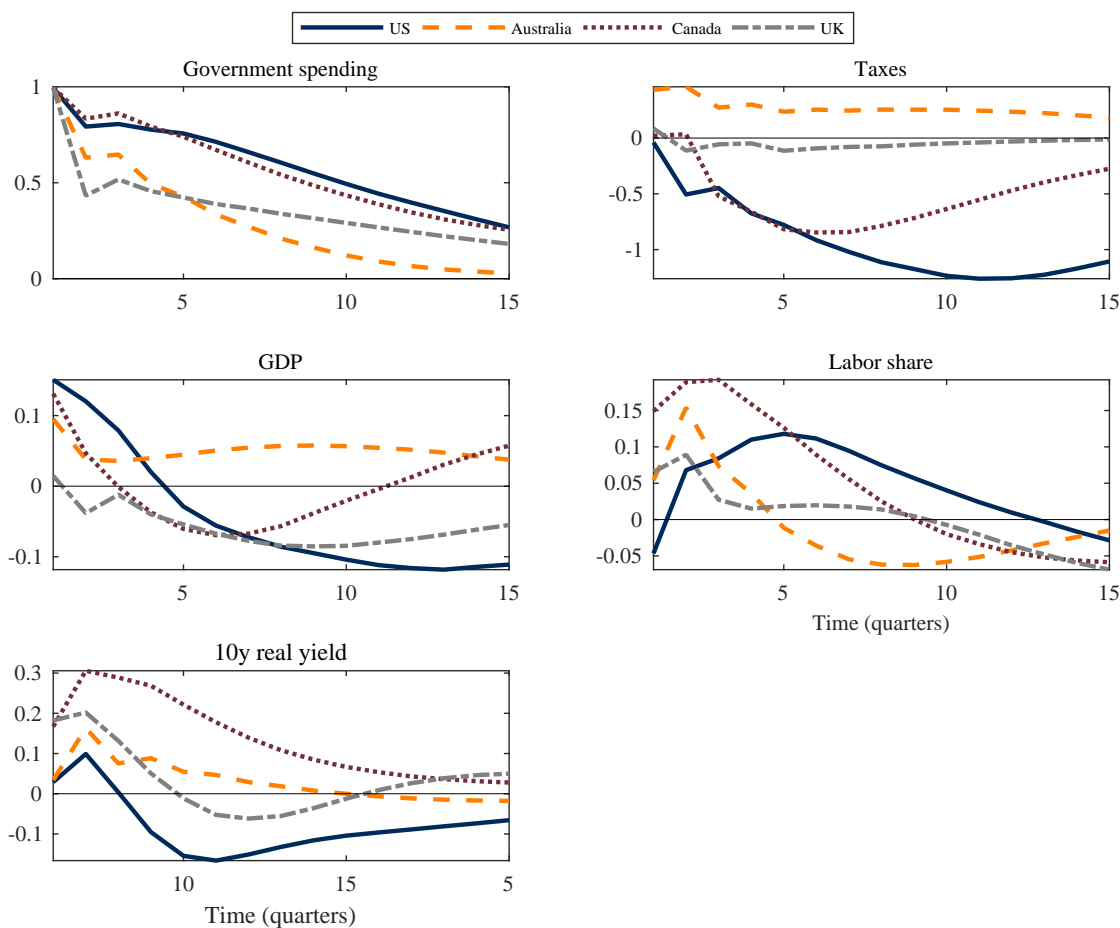 US Australia Canada UK
Government spending
1
0.5
0
5 10 15
Taxes
0
-0.5
-1
5 10 15
GDP
0.1
0
-0.1
5 10 15
Labor share
0.15
0.1
0.05
0
-0.05
5 10 15
Time (quarters)
10y real yield
0.3
0.2
0.1
0
-0.1
10 15 5
Time (quarters)